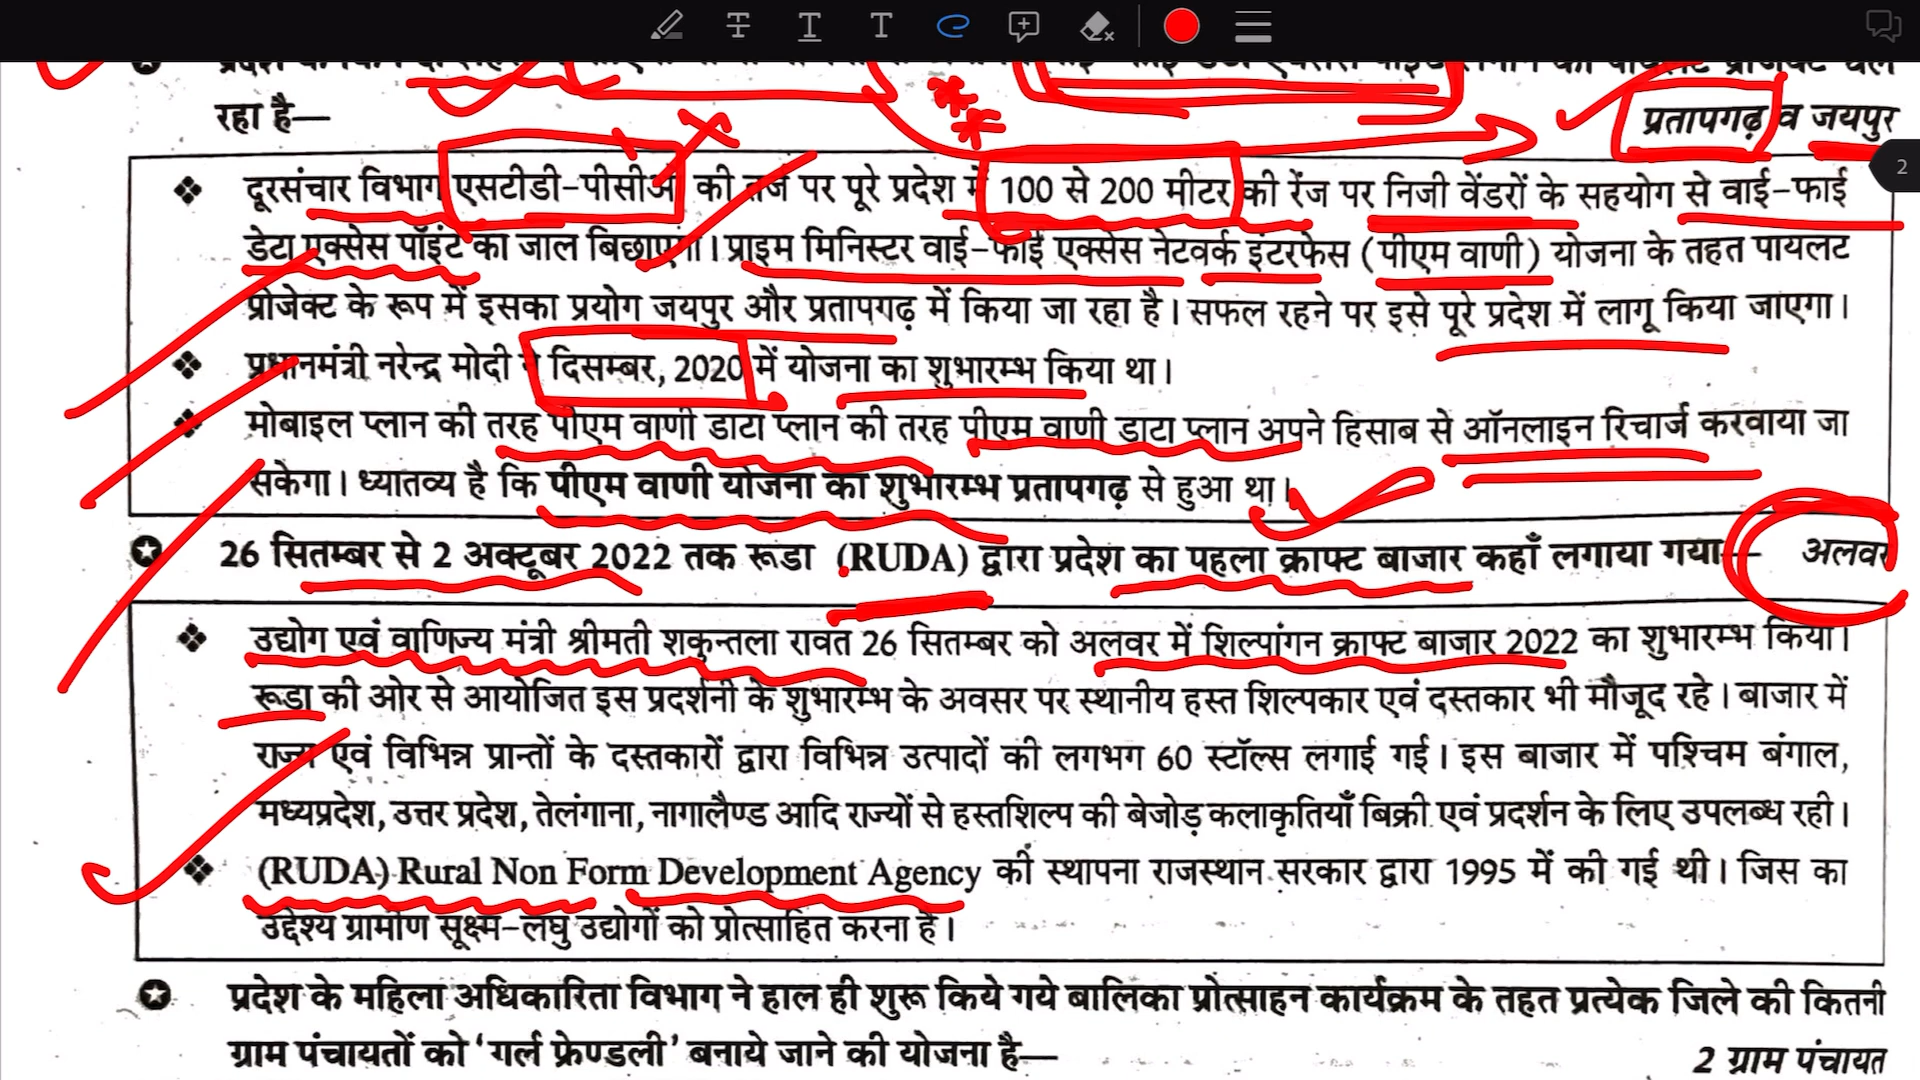 रहा है— प्रतापगढ़ व जयपुर
दूरसंचार विभाग एसटीडी-पीसीओ की तर्ज पर पूरे प्रदेश में 100 से 200 मीटर की रेंज पर निजी वेंडरों के सहयोग से वाई-फाई
2
डेटा एक्सेस पॉइंट का जाल बिछाएगा। प्राइम मिनिस्टर वाई-फाई एक्सेस नेटवर्क इंटरफेस (पीएम वाणी) योजना के तहत पायलट
प्रोजेक्ट के रूप में इसका प्रयोग जयपुर और प्रतापगढ़ में किया जा रहा है। सफल रहने पर इसे पूरे प्रदेश में लागू किया जाएगा।
प्रधानमंत्री नरेन्द्र मोदी ने दिसम्बर, 2020 में योजना का शुभारम्भ किया था।
मोबाइल प्लान की तरह पीएम वाणी डाटा प्लान की तरह पीएम वाणी डाटा प्लान अपने हिसाब से ऑनलाइन रिचार्ज करवाया जा
सकेगा। ध्यातव्य है कि पीएम वाणी योजना का शुभारम्भ प्रतापगढ़ से हुआ था।
26 सितम्बर से 2 अक्टूबर 2022 तक रूडा (RUDA) द्वारा प्रदेश का पहला क्राफ्ट बाजार कहाँ लगाया गया— अलवर
उद्योग एवं वाणिज्य मंत्री श्रीमती शकुन्तला रावत 26 सितम्बर को अलवर में शिल्पांगन क्राफ्ट बाजार 2022 का शुभारम्भ किया।
रूडा की ओर से आयोजित इस प्रदर्शनी के शुभारम्भ के अवसर पर स्थानीय हस्त शिल्पकार एवं दस्तकार भी मौजूद रहे। बाजार में
राज्य एवं विभिन्न प्रान्तों के दस्तकारों द्वारा विभिन्न उत्पादों की लगभग 60 स्टॉल्स लगाई गई। इस बाजार में पश्चिम बंगाल,
मध्यप्रदेश, उत्तर प्रदेश, तेलंगाना, नागालैण्ड आदि राज्यों से हस्तशिल्प की बेजोड़ कलाकृतियाँ बिक्री एवं प्रदर्शन के लिए उपलब्ध रही।
(RUDA) Rural Non Form Development Agency की स्थापना राजस्थान सरकार द्वारा 1995 में की गई थी। जिस का
उद्देश्य ग्रामीण सूक्ष्म-लघु उद्योगों को प्रोत्साहित करना है।
प्रदेश के महिला अधिकारिता विभाग ने हाल ही शुरू किये गये बालिका प्रोत्साहन कार्यक्रम के तहत प्रत्येक जिले की कितनी
ग्राम पंचायतों को 'गर्ल फ्रेण्डली' बनाये जाने की योजना है— 2 ग्राम पंचायत